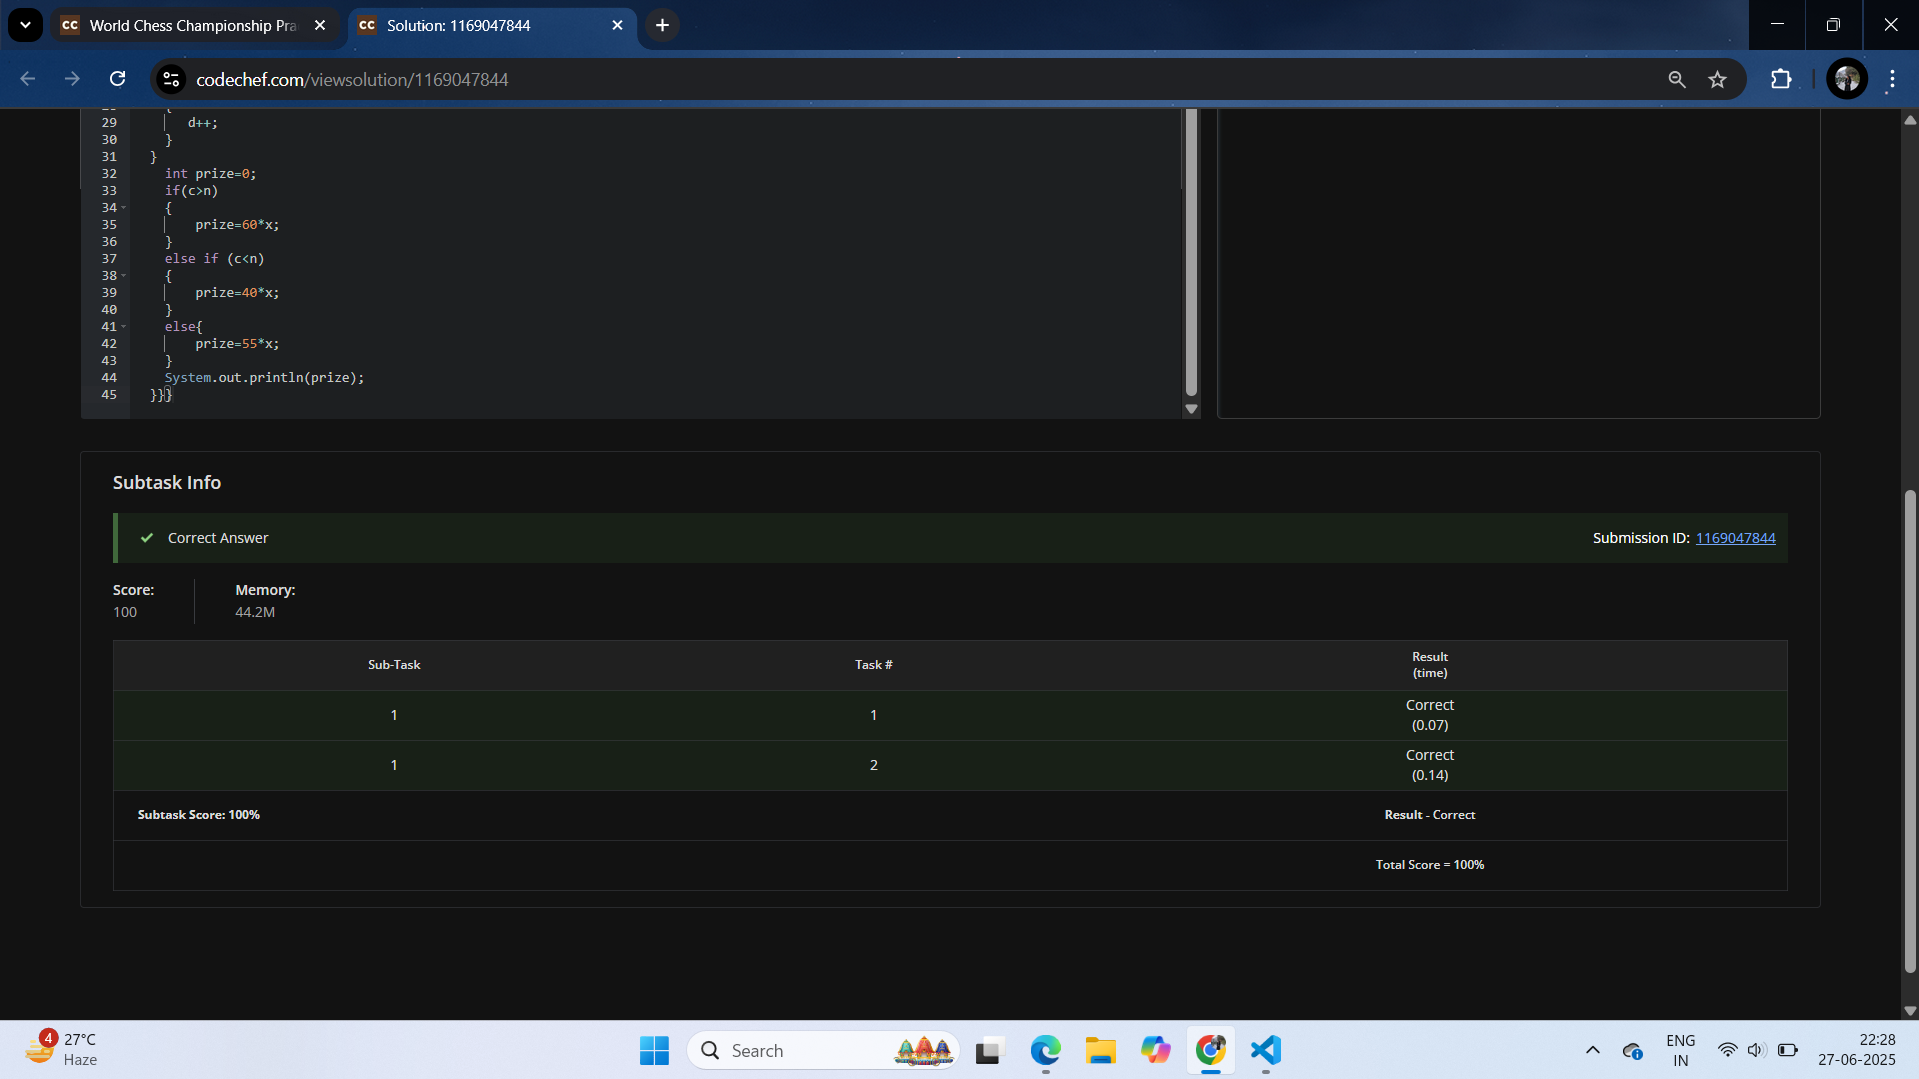 World Chess Championship Pra
Solution: 1169047844
codechef.com/viewsolution/1169047844
{
29 d++;
30 }
31 }
32 int prize=0;
33 if(c>n)
34 {
35 prize=60*x;
36 }
37 else if (c<n)
38 {
39 prize=40*x;
40 }
41 else{
42 prize=55*x;
43 }
44 System.out.println(prize);
45 }}}
Subtask Info
Correct Answer
Submission ID: 1169047844
Score: Memory:
100 44.2M
Sub-Task Task # Result
(time)
1 1 Correct
(0.07)
1 2 Correct
(0.14)
Subtask Score: 100% Result - Correct
Total Score = 100%
4 27°C
Haze
Search
ENG
IN
22:28
27-06-2025